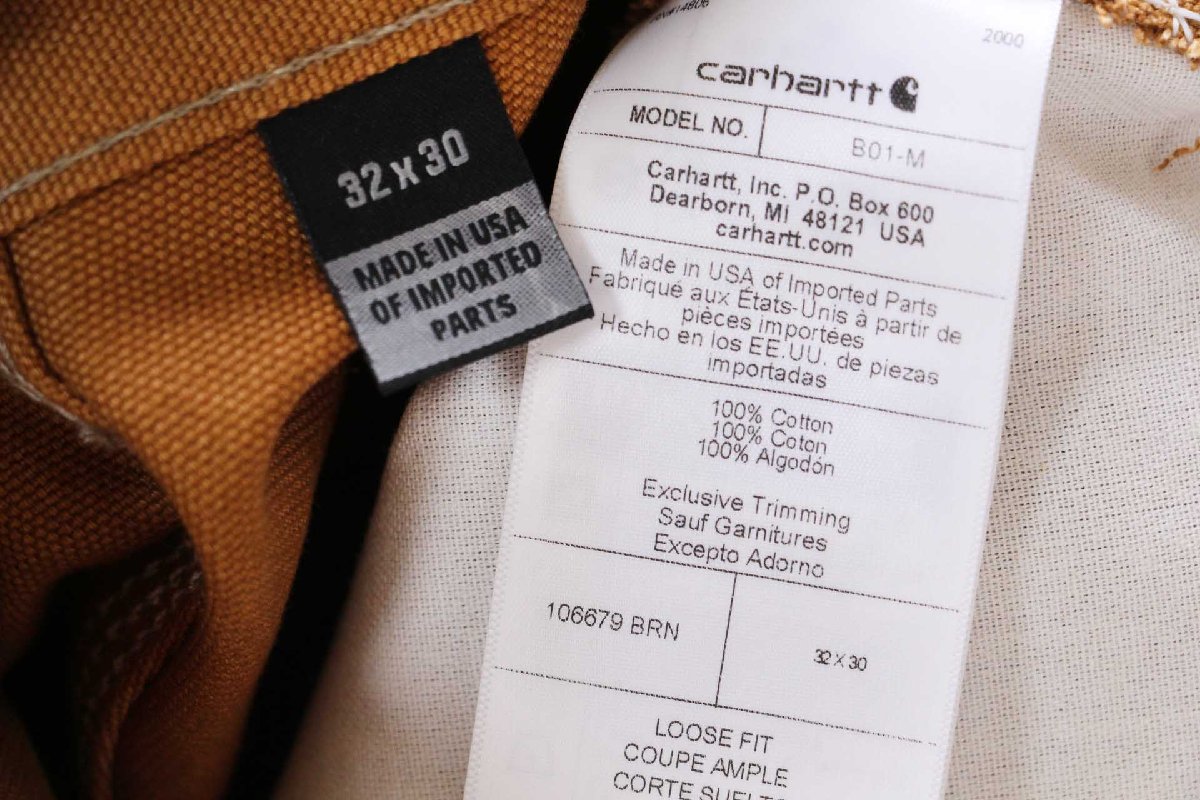 32 x 30
MADE IN USA
OF IMPORTED
PARTS
2000
carhartt
MODEL NO.
B01-M
Carhartt, Inc. P.O. Box 600
Dearborn, MI 48121 USA
carhartt.com
Made in USA of Imported Parts
Fabriqué aux États-Unis à partir de
pièces importées
Hecho en los EE.UU. de piezas
importadas
100% Cotton
100% Coton
100% Algodón
Exclusive Trimming
Sauf Garnitures
Excepto Adorno
106679 BRN
32 X 30
LOOSE FIT
COUPE AMPLE
CORTE